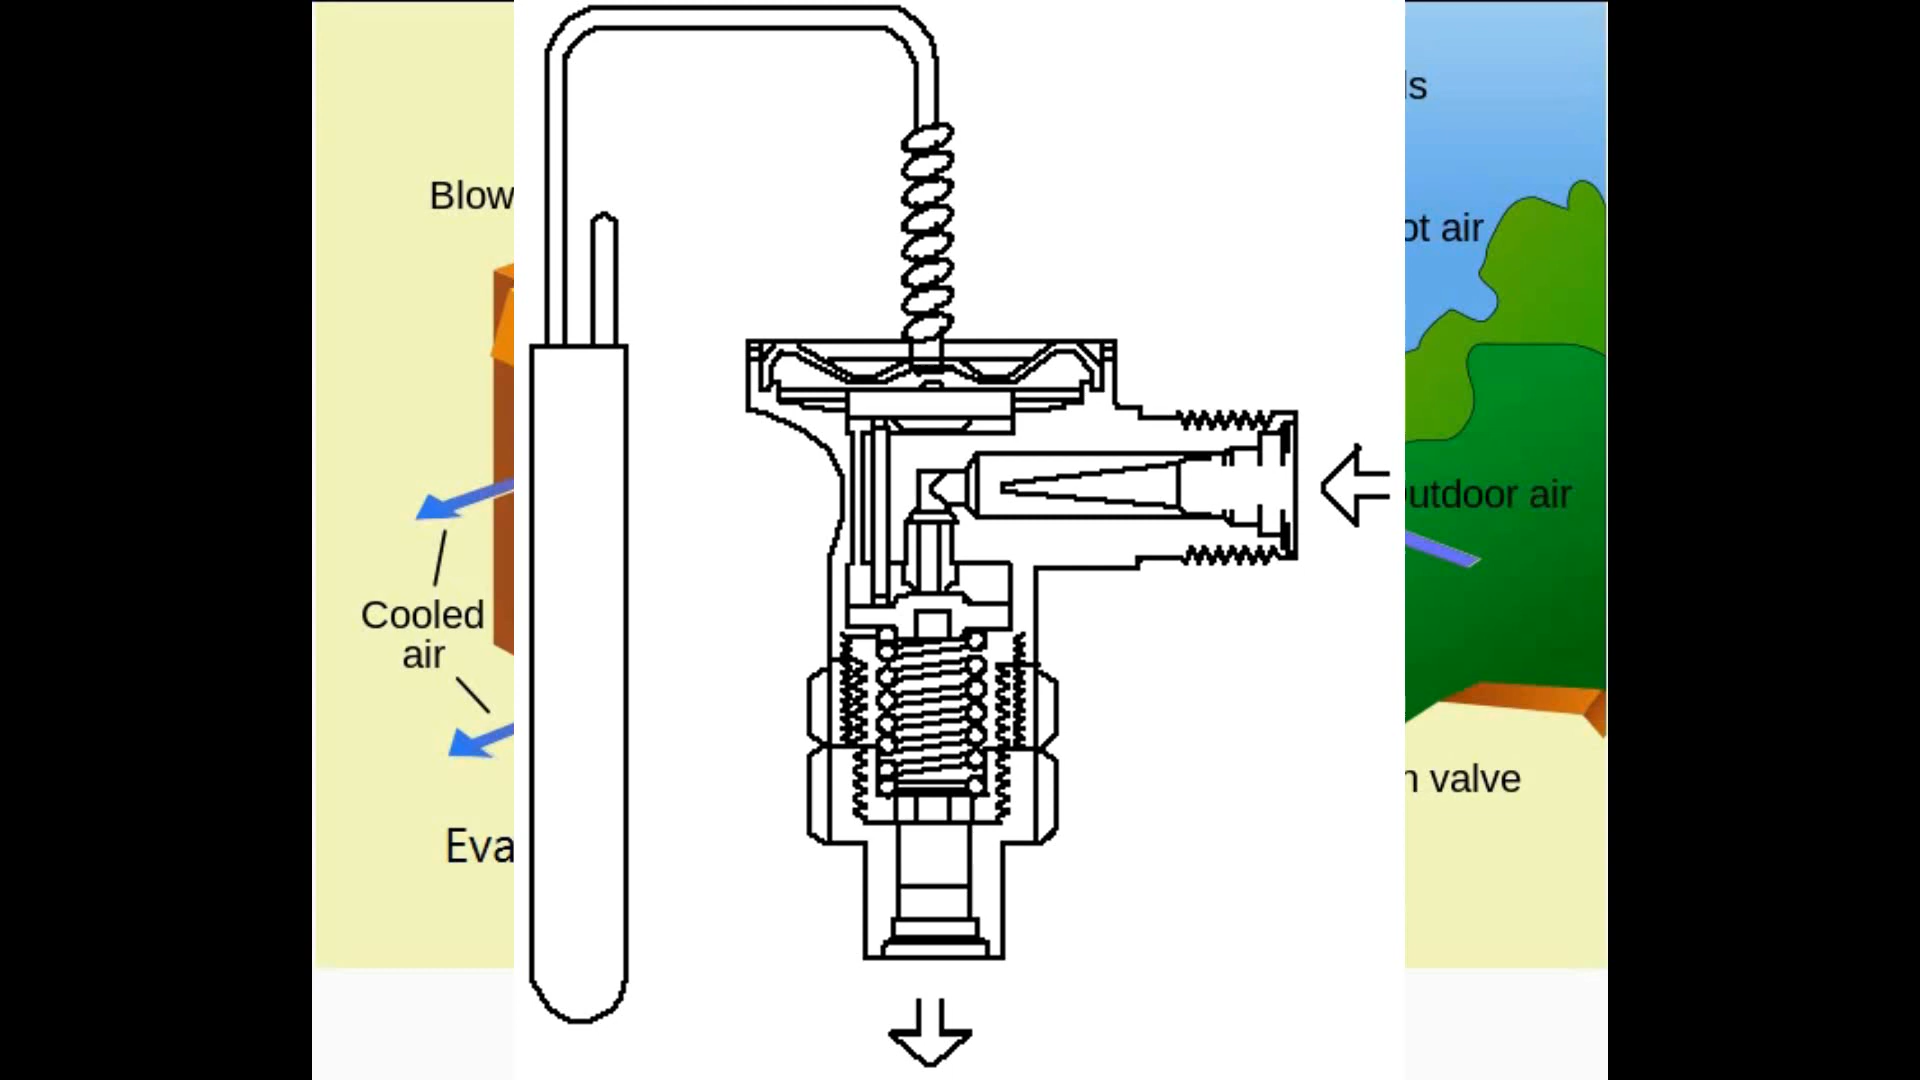 ls
Blow
ot air
utdoor air
Cooled
air
n valve
Eva